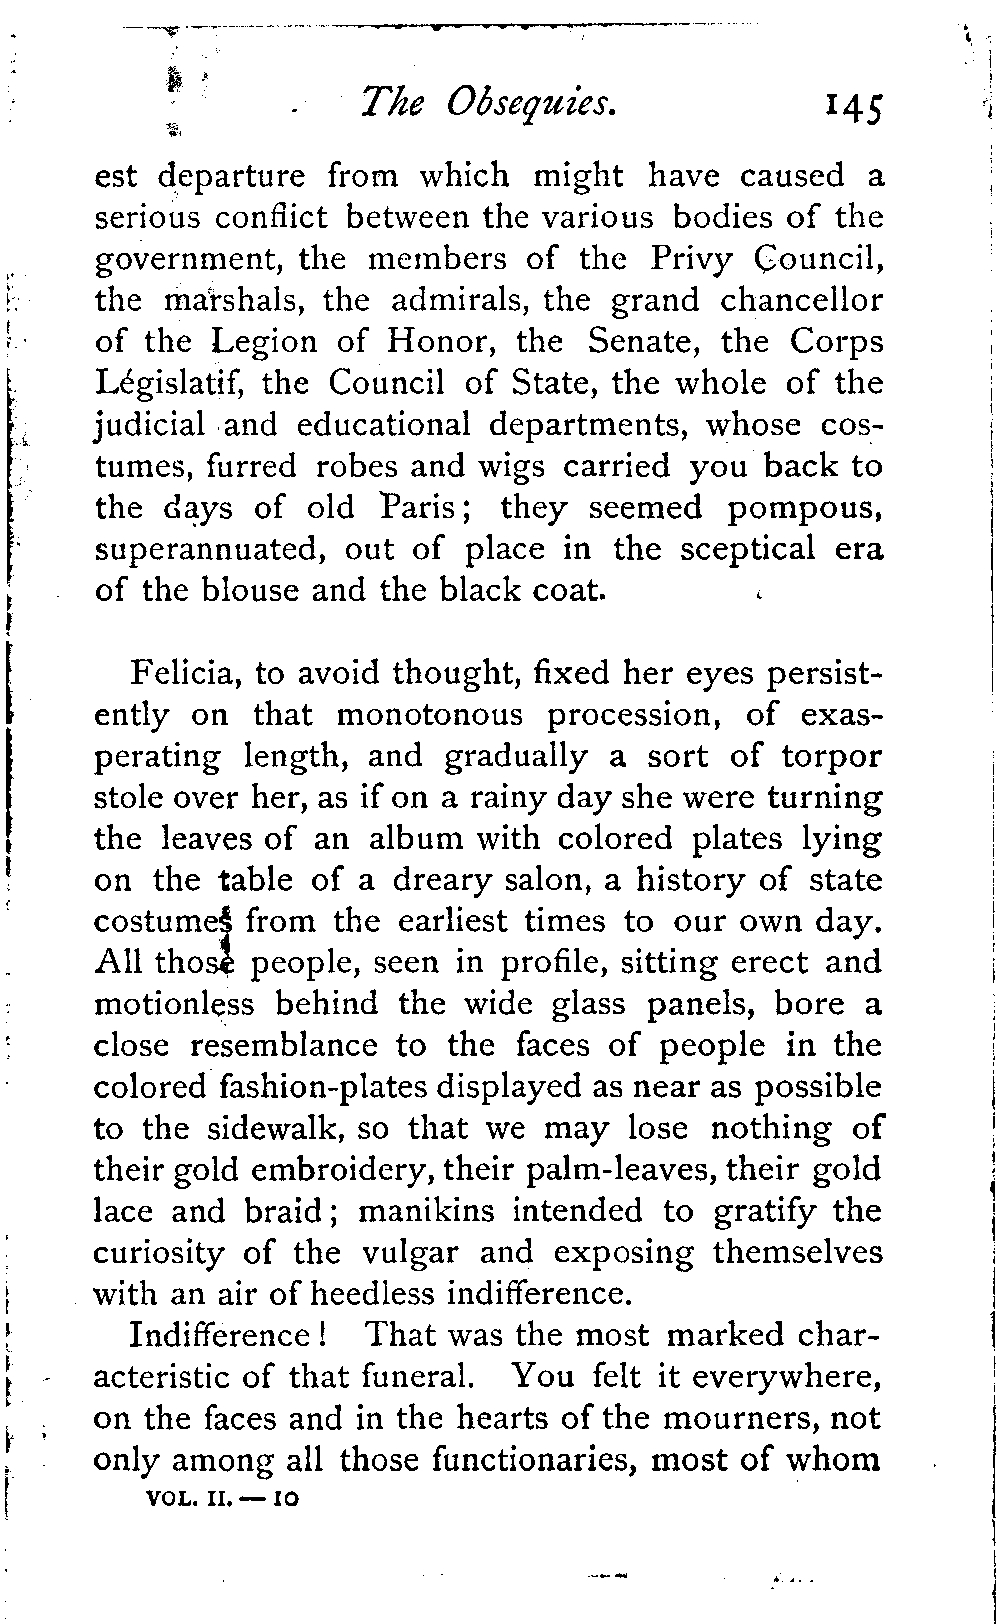 The Obsequies. 145
est departure from which might have caused a
serious conflict between the various bodies of the
government, the members of the Privy Council,
the marshals, the admirals, the grand chancellor
of the Legion of Honor, the Senate, the Corps
Législatif, the Council of State, the whole of the
judicial and educational departments, whose cos-
tumes, furred robes and wigs carried you back to
the days of old Paris; they seemed pompous,
superannuated, out of place in the sceptical era
of the blouse and the black coat.
Felicia, to avoid thought, fixed her eyes persist-
ently on that monotonous procession, of exas-
perating length, and gradually a sort of torpor
stole over her, as if on a rainy day she were turning
the leaves of an album with colored plates lying
on the table of a dreary salon, a history of state
costumes from the earliest times to our own day.
All those people, seen in profile, sitting erect and
motionless behind the wide glass panels, bore a
close resemblance to the faces of people in the
colored fashion-plates displayed as near as possible
to the sidewalk, so that we may lose nothing of
their gold embroidery, their palm-leaves, their gold
lace and braid; manikins intended to gratify the
curiosity of the vulgar and exposing themselves
with an air of heedless indifference.
Indifference! That was the most marked char-
acteristic of that funeral. You felt it everywhere,
on the faces and in the hearts of the mourners, not
only among all those functionaries, most of whom
VOL. II. — 10